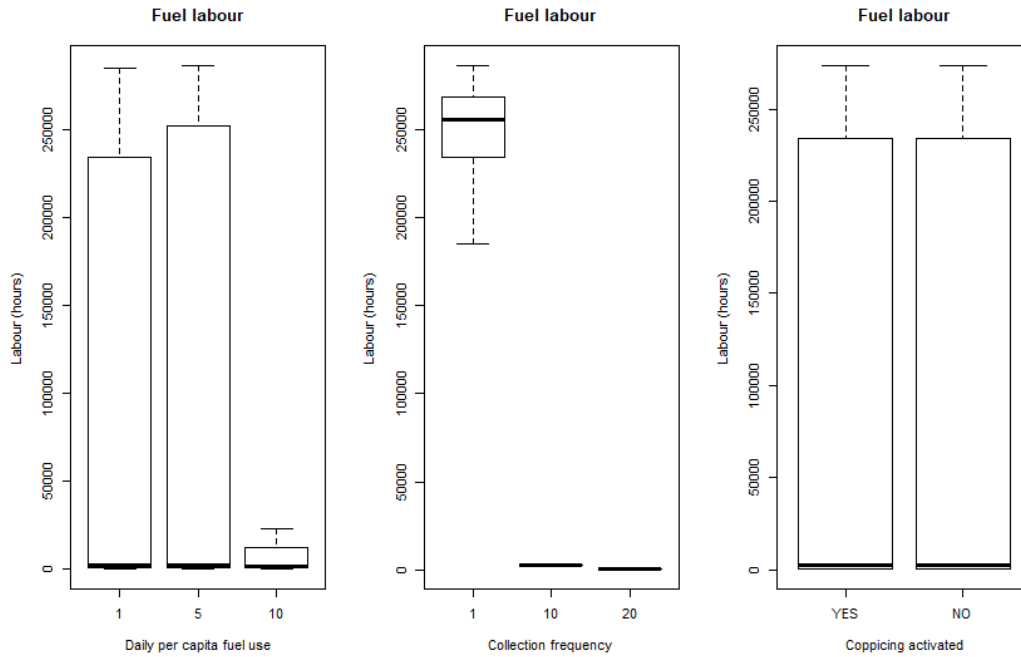 Fuel labour
Labour (hours)
250000
200000
150000
100000
50000
0
1 5 10
Daily per capita fuel use
Fuel labour
Labour (hours)
250000
200000
150000
100000
50000
0
1 10 20
Collection frequency
Fuel labour
Labour (hours)
250000
200000
150000
100000
50000
0
YES NO
Coppicing activated